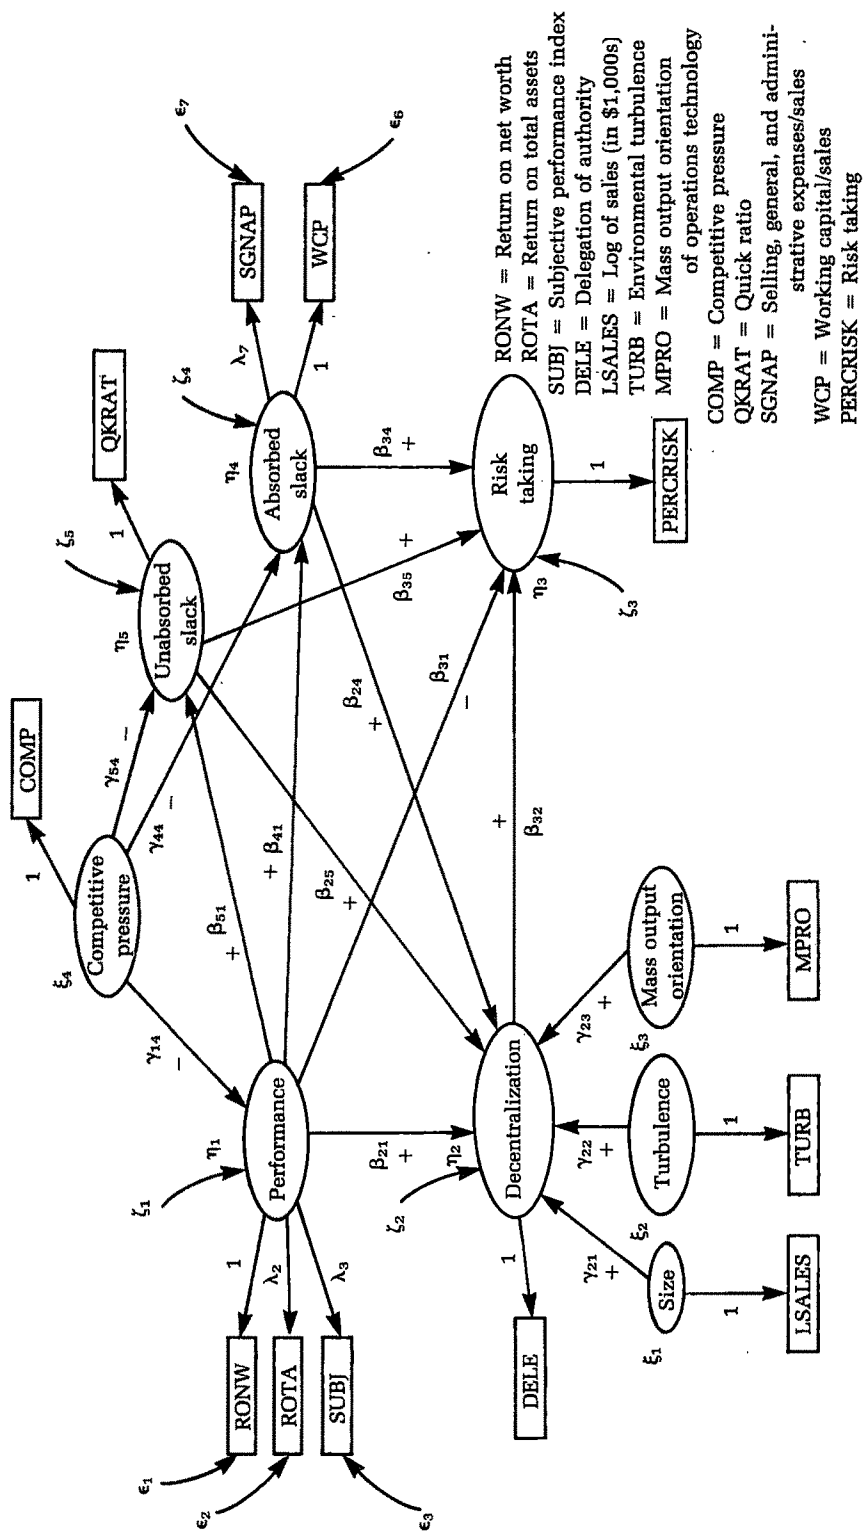 COMP
1
ξ₄
Competitive
pressure
γ₁₄
−
γ₅₄
−
γ₄₄
−
QKRAT
1
ζ₅
η₅
Unabsorbed
slack
ε₇
SGNAP
λ₇
WCP
1
ε₆
ζ₄
η₄
Absorbed
slack
ζ₁
η₁
Performance
ε₁
RONW
1
ε₂
ROTA
λ₂
ε₃
SUBJ
λ₃
+
β₅₁
+ β₄₁
β₂₅
+
β₂₄
+
β₃₁
−
β₃₅
+
β₃₄
+
β₂₁
+
ζ₂
η₂
Decentralization
DELE
1
+
β₃₂
Risk
taking
η₃
ζ₃
1
PERCRISK
γ₂₁
+
γ₂₂
+
γ₂₃
+
ξ₁
Size
1
LSALES
ξ₂
Turbulence
1
TURB
ξ₃
Mass output
orientation
1
MPRO
RONW = Return on net worth
ROTA = Return on total assets
SUBJ = Subjective performance index
DELE = Delegation of authority
LSALES = Log of sales (in $1,000s)
TURB = Environmental turbulence
MPRO = Mass output orientation
of operations technology
COMP = Competitive pressure
QKRAT = Quick ratio
SGNAP = Selling, general, and admini-
strative expenses/sales
WCP = Working capital/sales
PERCRISK = Risk taking